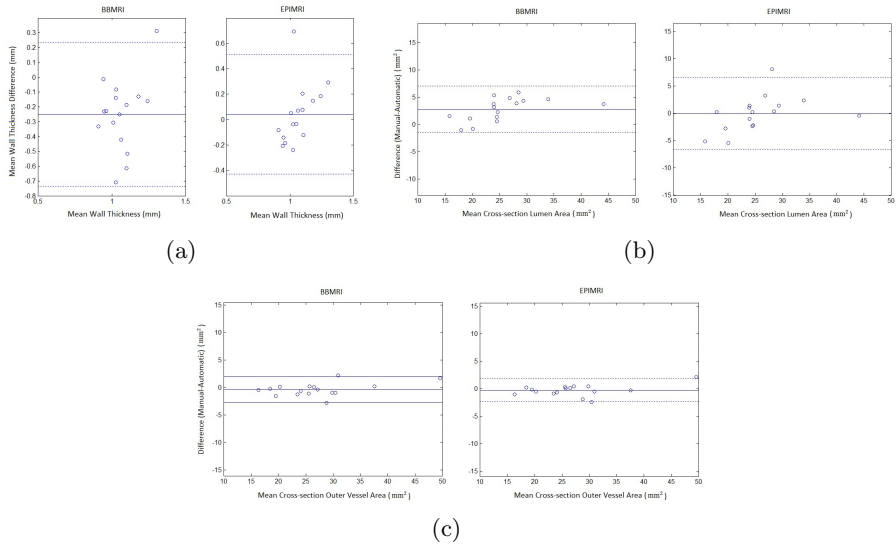 BBMRI
EPIMRI
Mean Wall Thickness Difference (mm)
0.3
0.2
0.1
0
-0.1
-0.2
-0.3
-0.4
-0.5
-0.6
-0.7
-0.8
0.5
1
1.5
Mean Wall Thickness (mm)
0.8
0.6
0.4
0.2
0
0.2
0.4
0.5
1
1.5
Mean Wall Thickness (mm)
(a)
BBMRI
EPIMRI
Difference (Manual-Automatic) (mm²)
15
10
5
0
-5
-10
10 15 20 25 30 35 40 45 50
Mean Cross-section Lumen Area (mm²)
15
10
5
0
-5
-10
-15
10 15 20 25 30 35 40 45 50
Mean Cross-section Lumen Area (mm²)
(b)
BBMRI
EPIMRI
Difference (Manual-Automatic) (mm²)
15
10
5
0
-5
-10
-15
10 15 20 25 30 35 40 45 50
Mean Cross-section Outer Vessel Area (mm²)
15
10
5
0
-5
-10
-15
10 15 20 25 30 35 40 45 50
Mean Cross-section Outer Vessel Area (mm²)
(c)